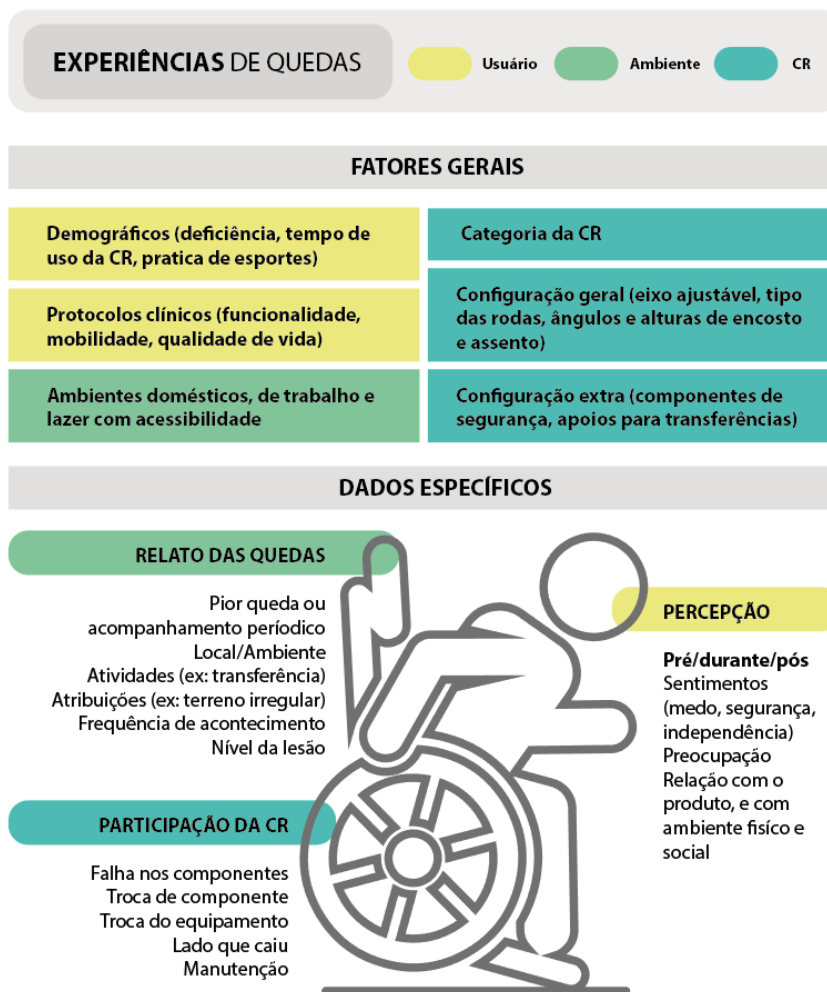 EXPERIÊNCIAS DE QUEDAS
Usuário
Ambiente
CR
FATORES GERAIS
Demográficos (deficiência, tempo de
uso da CR, pratica de esportes)
Protocolos clínicos (funcionalidade,
mobilidade, qualidade de vida)
Ambientes domésticos, de trabalho e
lazer com acessibilidade
Categoria da CR
Configuração geral (eixo ajustável, tipo
das rodas, ângulos e alturas de encosto
e assento)
Configuração extra (componentes de
segurança, apoios para transferências)
DADOS ESPECÍFICOS
RELATO DAS QUEDAS
Pior queda ou
acompanhamento períodico
Local/Ambiente
Atividades (ex: transferência)
Atribuições (ex: terreno irregular)
Frequência de acontecimento
Nível da lesão
PARTICIPAÇÃO DA CR
Falha nos componentes
Troca de componente
Troca do equipamento
Lado que caiu
Manutenção
PERCEPÇÃO
Pré/durante/pós
Sentimentos
(medo, segurança,
independência)
Preocupação
Relação com o
produto, e com
ambiente fisíco e
social